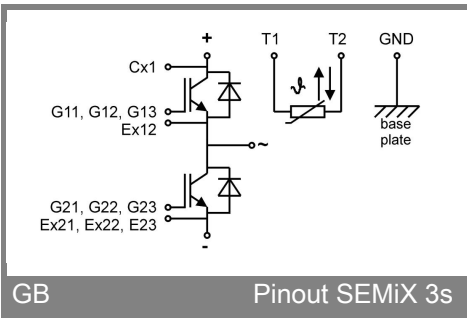 +
T1 T2 GND
Cx1
ϑ
G11, G12, G13
Ex12
base
plate
~
G21, G22, G23
Ex21, Ex22, E23
-
GB Pinout SEMiX 3s